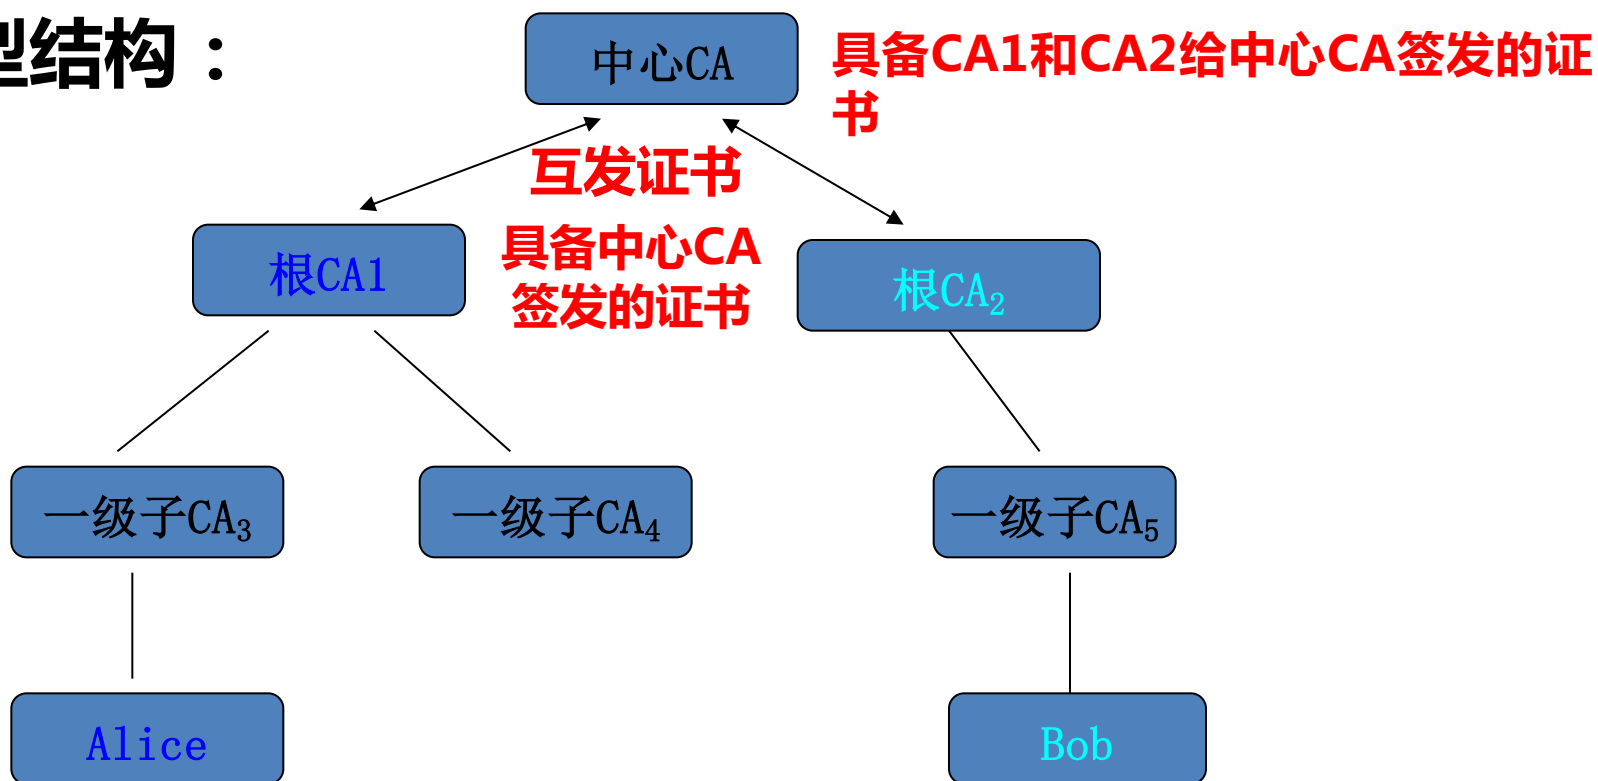 型结构：
中心CA
具备CA1和CA2给中心CA签发的证
书
互发证书
具备中心CA
签发的证书
根CA1
根CA₂
一级子CA₃
一级子CA₄
一级子CA₅
Alice
Bob